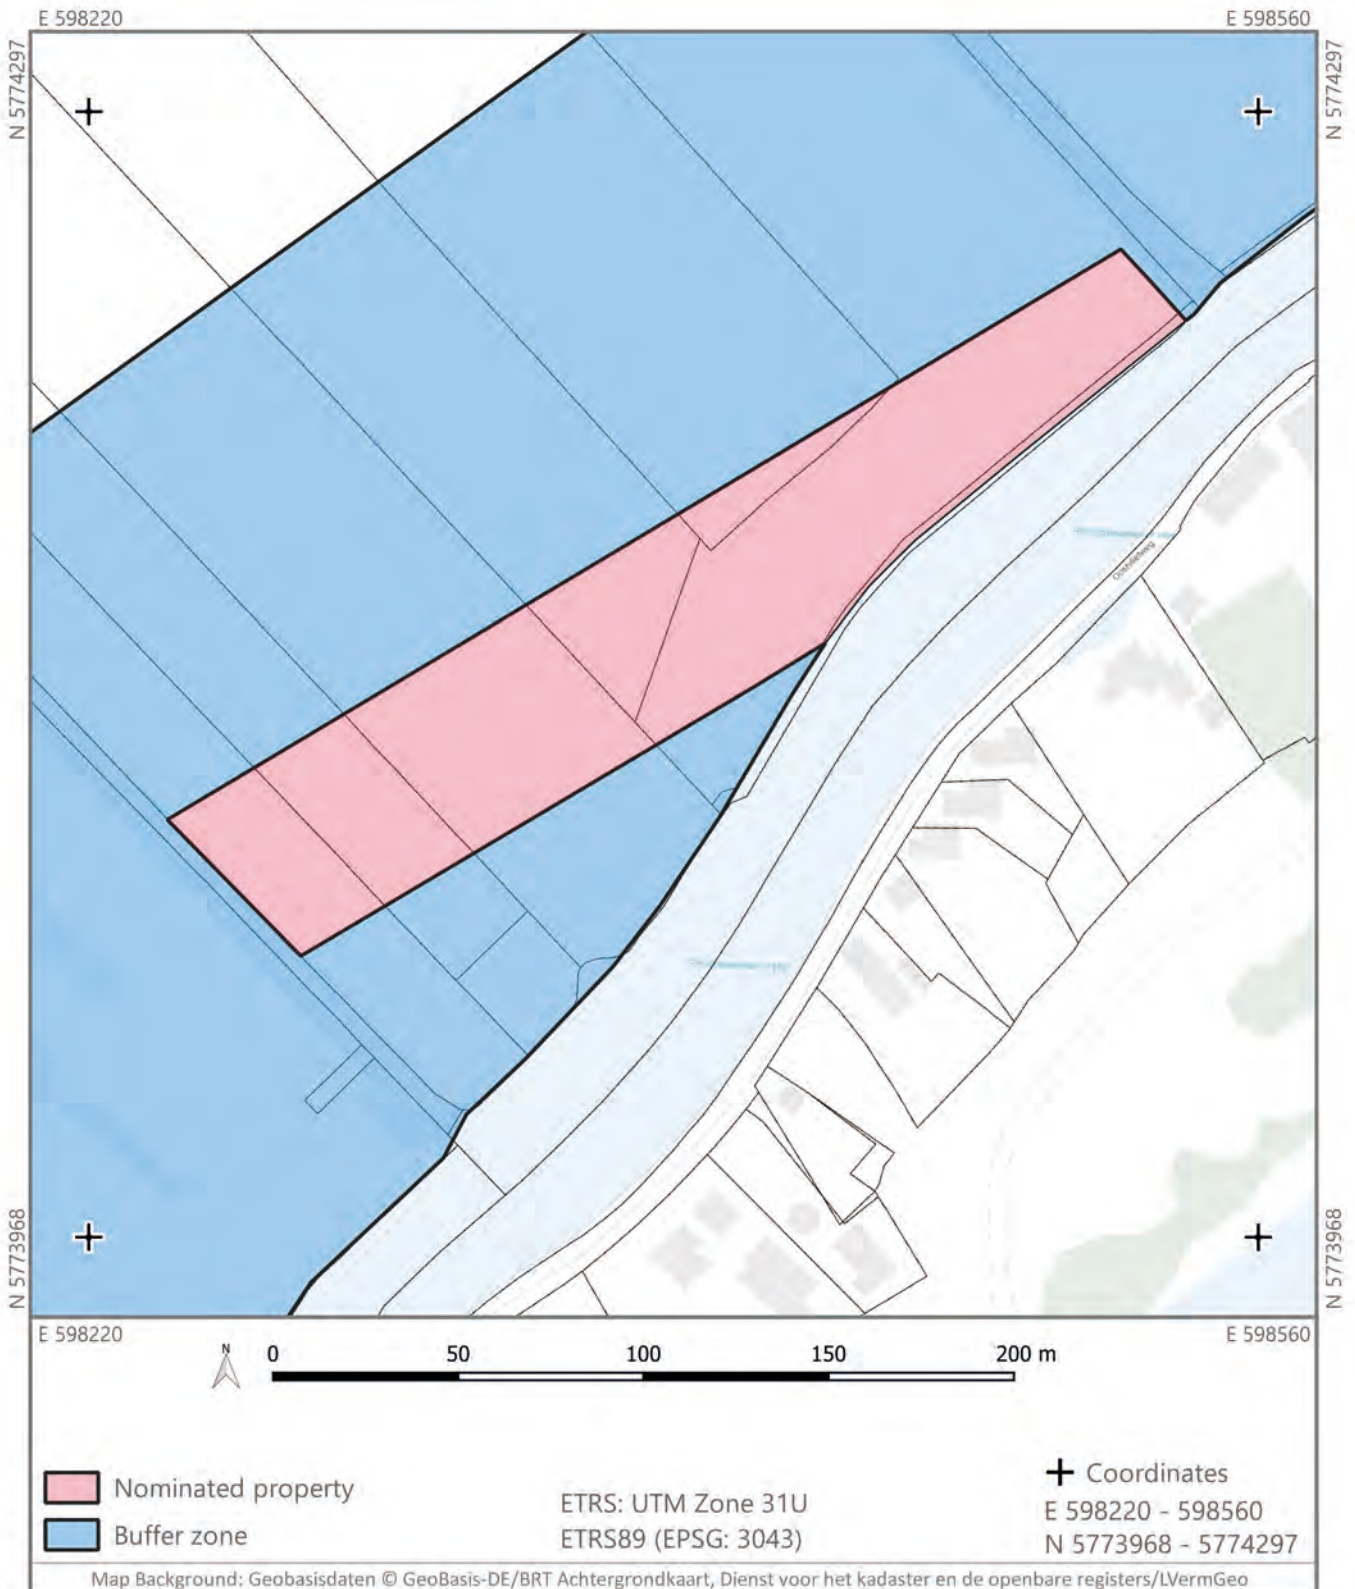 E 598220
E 598560
N 5774297
N 5774297
Oostvlietweg
N 5773968
N 5773968
E 598220
E 598560
N
0 50 100 150 200 m
Nominated property
Buffer zone
ETRS: UTM Zone 31U
ETRS89 (EPSG: 3043)
Coordinates
E 598220 - 598560
N 5773968 - 5774297
Map Background: Geobasisdaten © GeoBasis-DE/BRT Achtergrondkaart, Dienst voor het kadaster en de openbare registers/LVermGeo